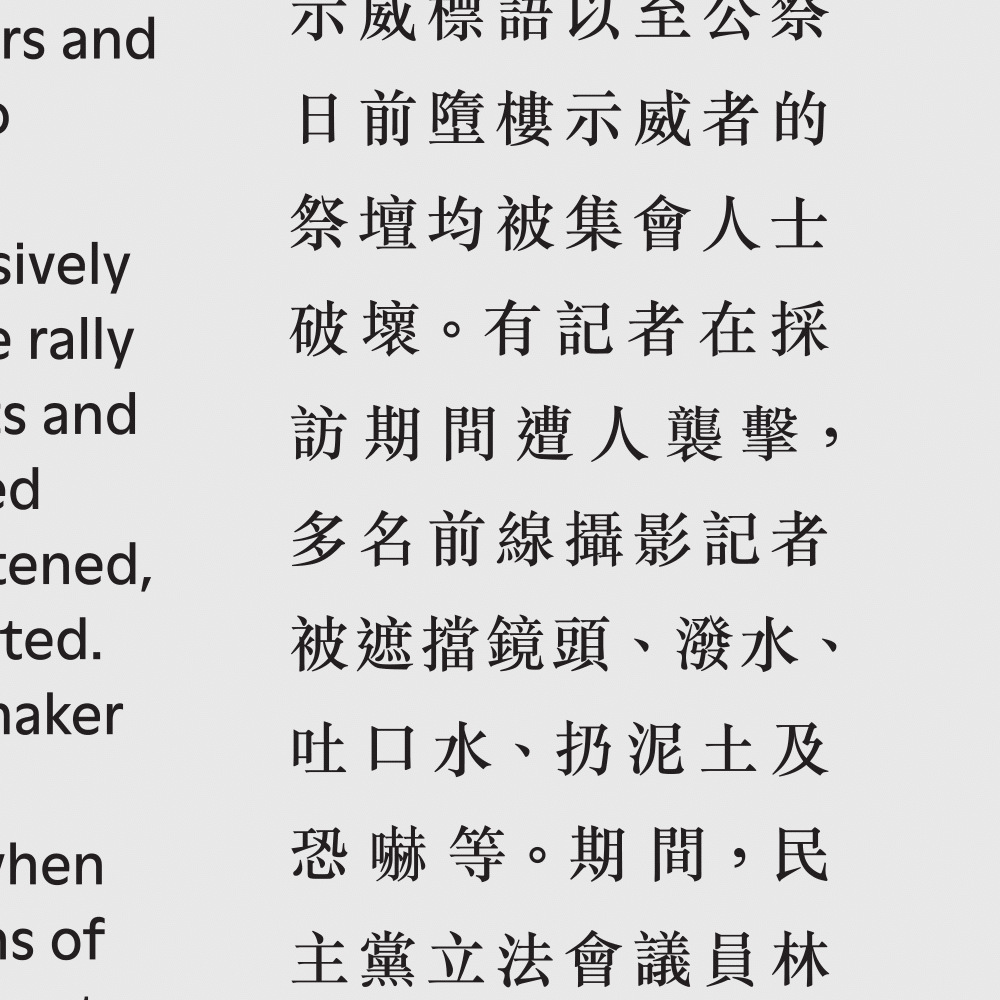 rs and
sively
e rally
ts and
ed
tened,
ted.
naker
when
ns of
示威標語以至公祭
日前墮樓示威者的
祭壇均被集會人士
破壞。有記者在採
訪期間遭人襲擊，
多名前線攝影記者
被遮擋鏡頭、潑水、
吐口水、扔泥土及
恐嚇等。期間，民
主黨立法會議員林